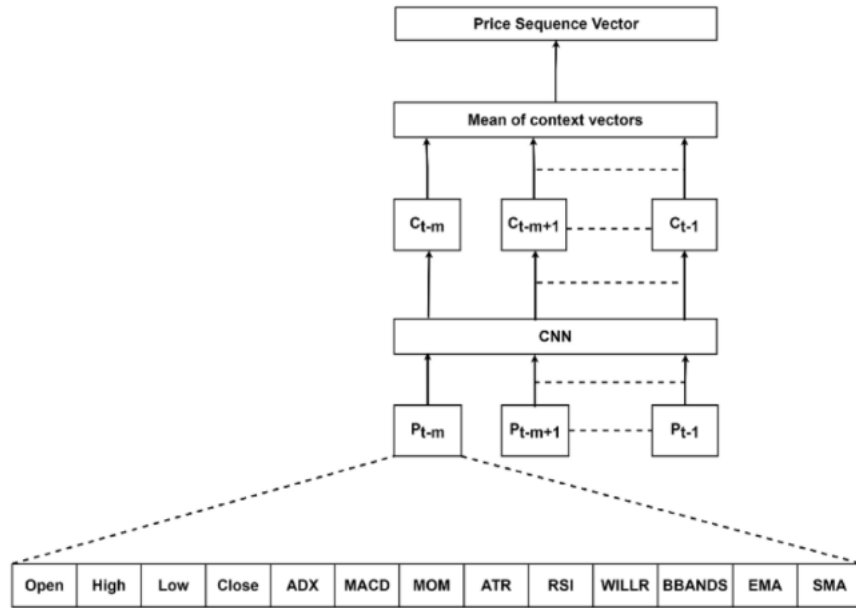 Price Sequence Vector
Mean of context vectors
Ct-m Ct-m+1 Ct-1
CNN
Pt-m Pt-m+1 Pt-1
Open High Low Close ADX MACD MOM ATR RSI WILLR BBANDS EMA SMA